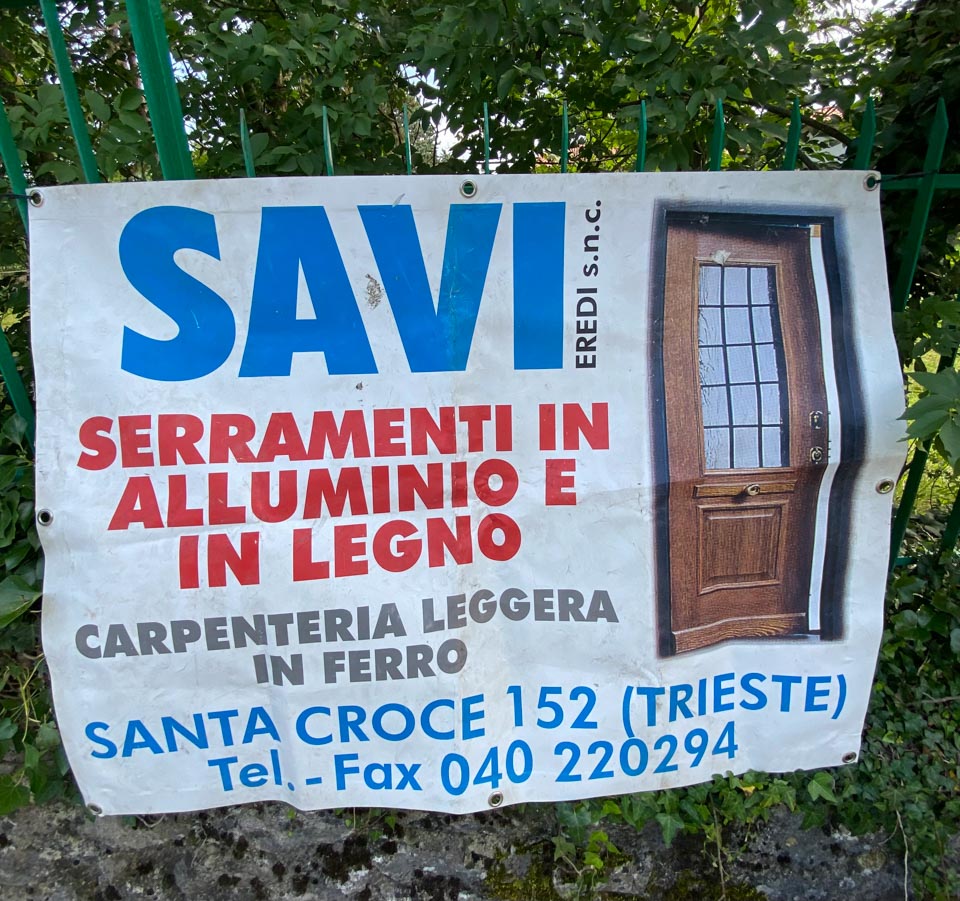 SAVI
EREDI s.n.c.
SERRAMENTI IN
ALLUMINIO E
IN LEGNO
CARPENTERIA LEGGERA
IN FERRO
SANTA CROCE 152 (TRIESTE)
Tel. - Fax 040 220294